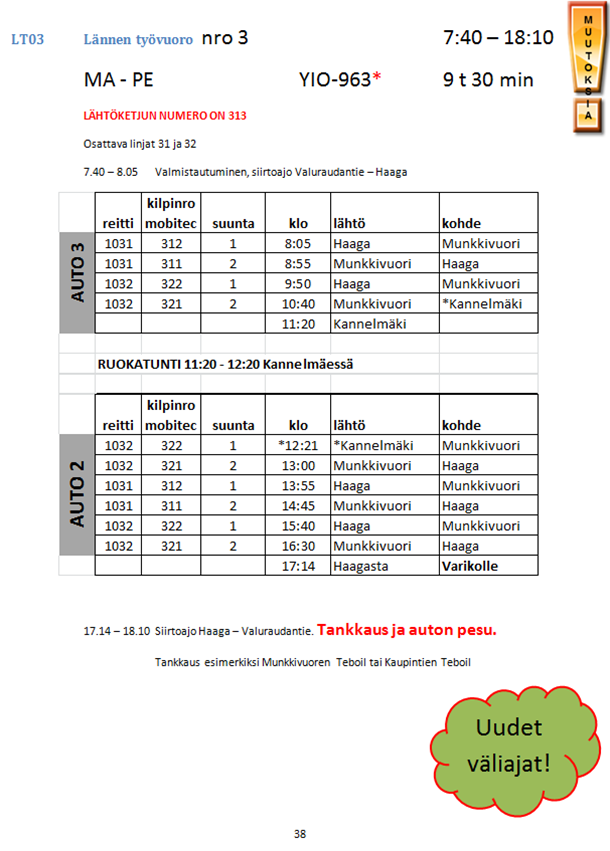 LT03 Lännen työvuoro nro 3 7:40 – 18:10
MUUTOKSIA
MA - PE YIO-963* 9 t 30 min
LÄHTÖKETJUN NUMERO ON 313
Osattava linjat 31 ja 32
7.40 – 8.05 Valmistautuminen, siirtoajo Valuraudantie – Haaga
kilpinro
reitti mobitec suunta klo lähtö kohde
AUTO 3
1031 312 1 8:05 Haaga Munkkivuori
1031 311 2 8:55 Munkkivuori Haaga
1032 322 1 9:50 Haaga Munkkivuori
1032 321 2 10:40 Munkkivuori *Kannelmäki
11:20 Kannelmäki
RUOKATUNTI 11:20 - 12:20 Kannelmäessä
kilpinro
reitti mobitec suunta klo lähtö kohde
AUTO 2
1032 322 1 *12:21 *Kannelmäki Munkkivuori
1032 321 2 13:00 Munkkivuori Haaga
1031 312 1 13:55 Haaga Munkkivuori
1031 311 2 14:45 Munkkivuori Haaga
1032 322 1 15:40 Haaga Munkkivuori
1032 321 2 16:30 Munkkivuori Haaga
17:14 Haagasta Varikolle
17.14 – 18.10 Siirtoajo Haaga – Valuraudantie. Tankkaus ja auton pesu.
Tankkaus esimerkiksi Munkkivuoren Teboil tai Kaupintien Teboil
Uudet
väliajat!
38